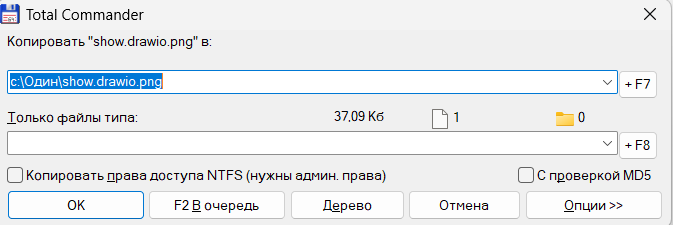 Total Commander
Копировать "show.drawio.png" в:
c:\Один\show.drawio.png
+ F7
Только файлы типа: 37,09 Кб 1 0
+ F8
Копировать права доступа NTFS (нужны админ. права) С проверкой MD5
OK F2 В очередь Дерево Отмена Опции >>